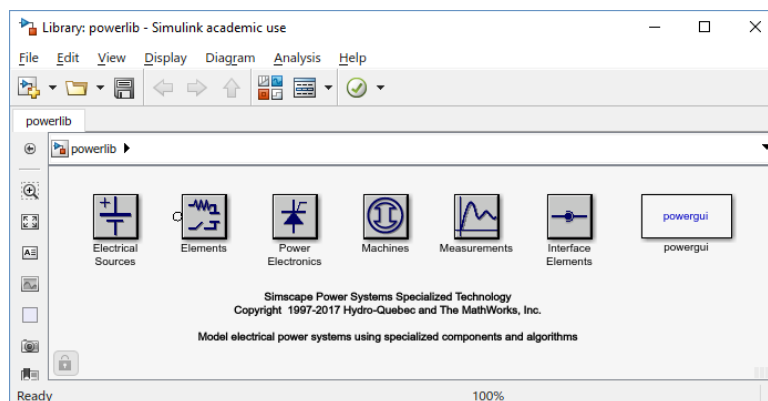 Library: powerlib - Simulink academic use
File Edit View Display Diagram Analysis Help
powerlib
powerlib
Electrical Sources
Elements
Power Electronics
Machines
Measurements
Interface Elements
powergui
powergui
Simscape Power Systems Specialized Technology
Copyright 1997-2017 Hydro-Quebec and The MathWorks, Inc.
Model electrical power systems using specialized components and algorithms
Ready 100%